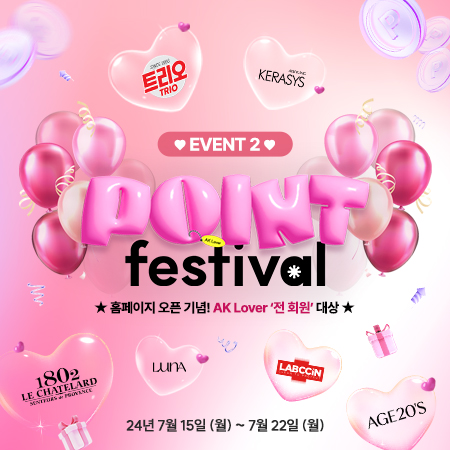 트리오
TRIO
KERASYS
EVENT 2
POINT
AK Lover
festival
★ 홈페이지 오픈 기념! AK Lover ‘전 회원’ 대상 ★
1802
LE CHATELARD
LUNA
LABCCiN
AGE20'S
24년 7월 15일 (월) ~ 7월 22일 (월)